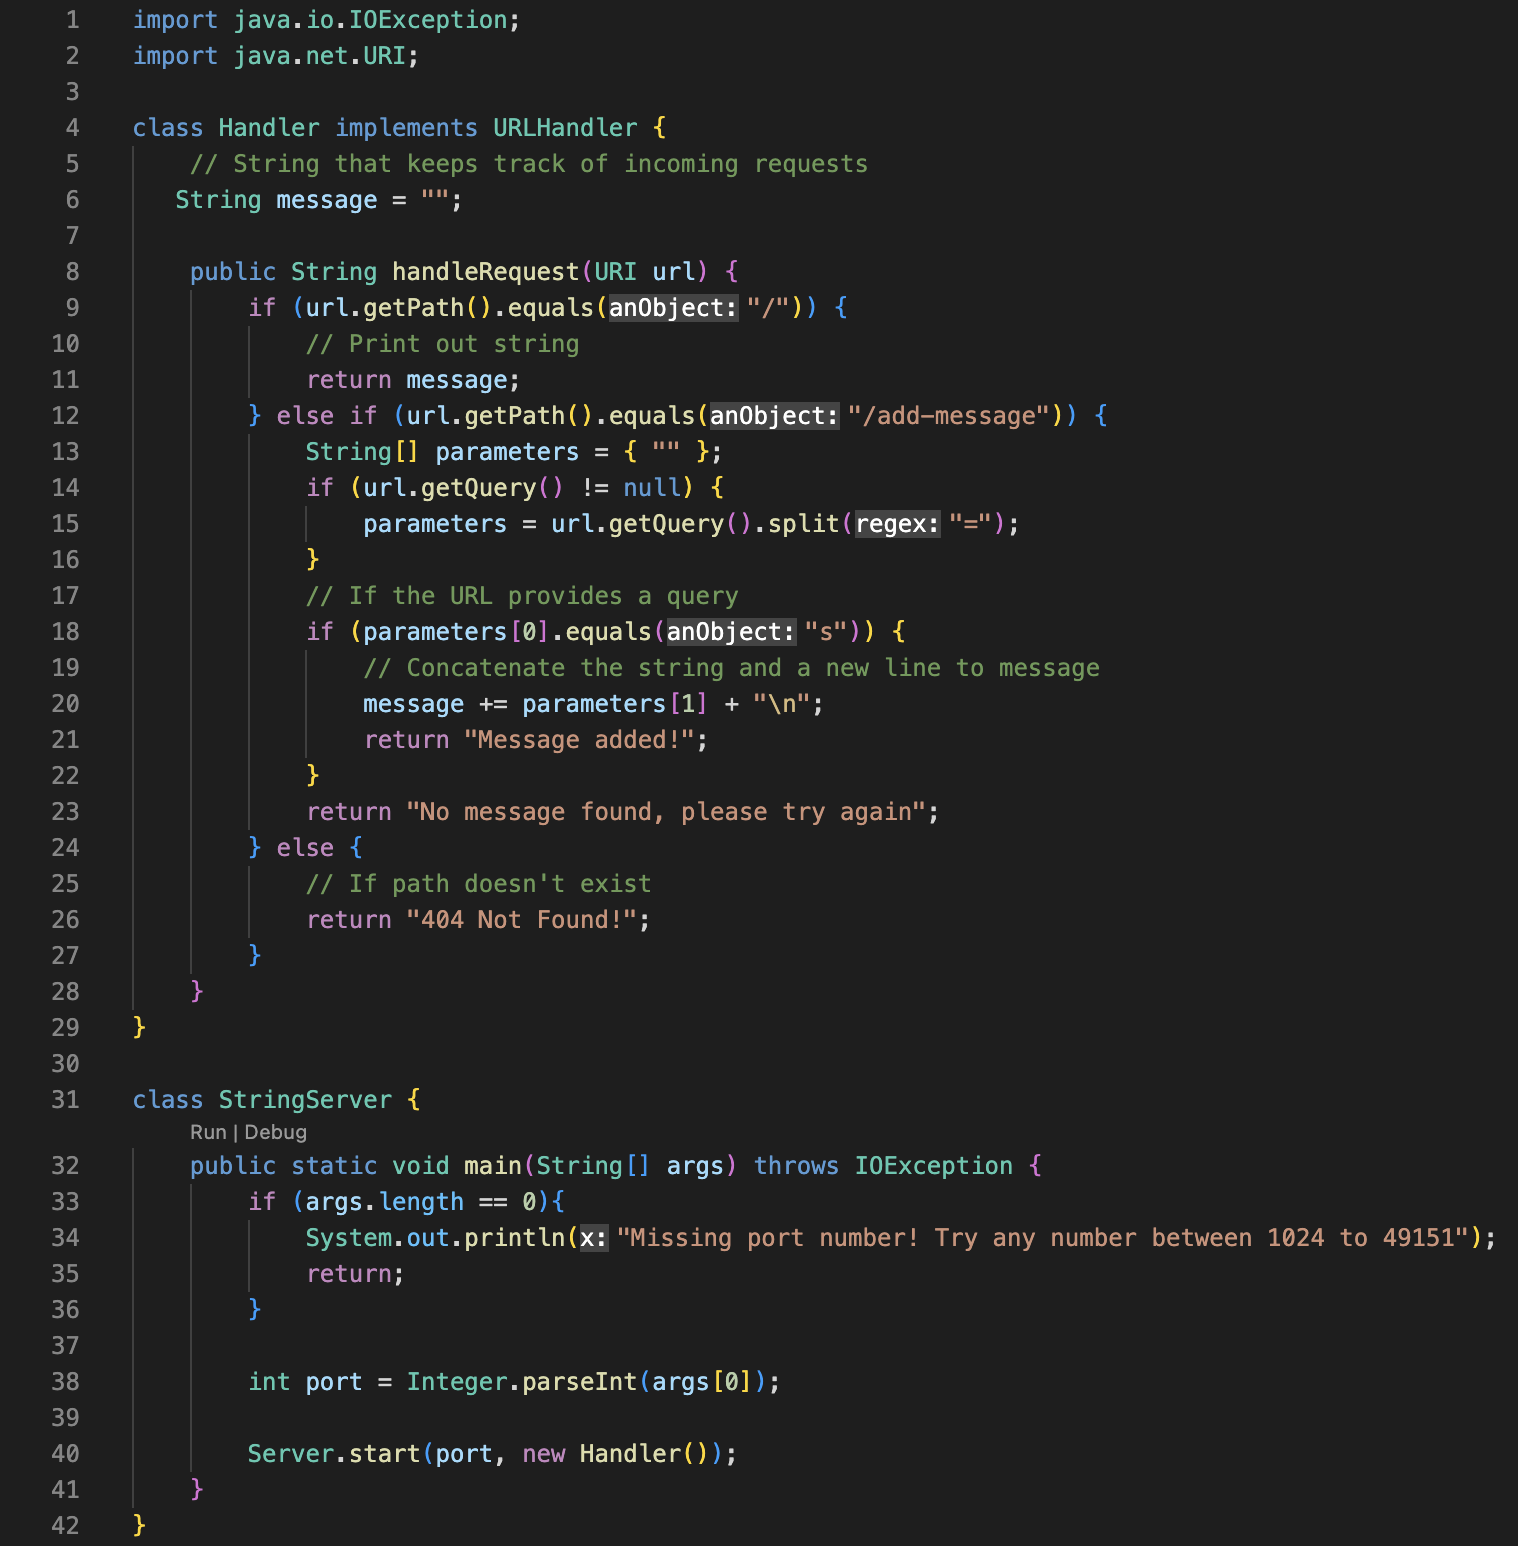 1 import java.io.IOException;
2 import java.net.URI;
3
4 class Handler implements URLHandler {
5 // String that keeps track of incoming requests
6 String message = "";
7
8 public String handleRequest(URI url) {
9 if (url.getPath().equals(anObject: "/")) {
10 // Print out string
11 return message;
12 } else if (url.getPath().equals(anObject: "/add-message")) {
13 String[] parameters = { "" };
14 if (url.getQuery() != null) {
15 parameters = url.getQuery().split(regex: "=");
16 }
17 // If the URL provides a query
18 if (parameters[0].equals(anObject: "s")) {
19 // Concatenate the string and a new line to message
20 message += parameters[1] + "\n";
21 return "Message added!";
22 }
23 return "No message found, please try again";
24 } else {
25 // If path doesn't exist
26 return "404 Not Found!";
27 }
28 }
29 }
30
31 class StringServer {
Run | Debug
32 public static void main(String[] args) throws IOException {
33 if (args.length == 0){
34 System.out.println(x: "Missing port number! Try any number between 1024 to 49151");
35 return;
36 }
37
38 int port = Integer.parseInt(args[0]);
39
40 Server.start(port, new Handler());
41 }
42 }